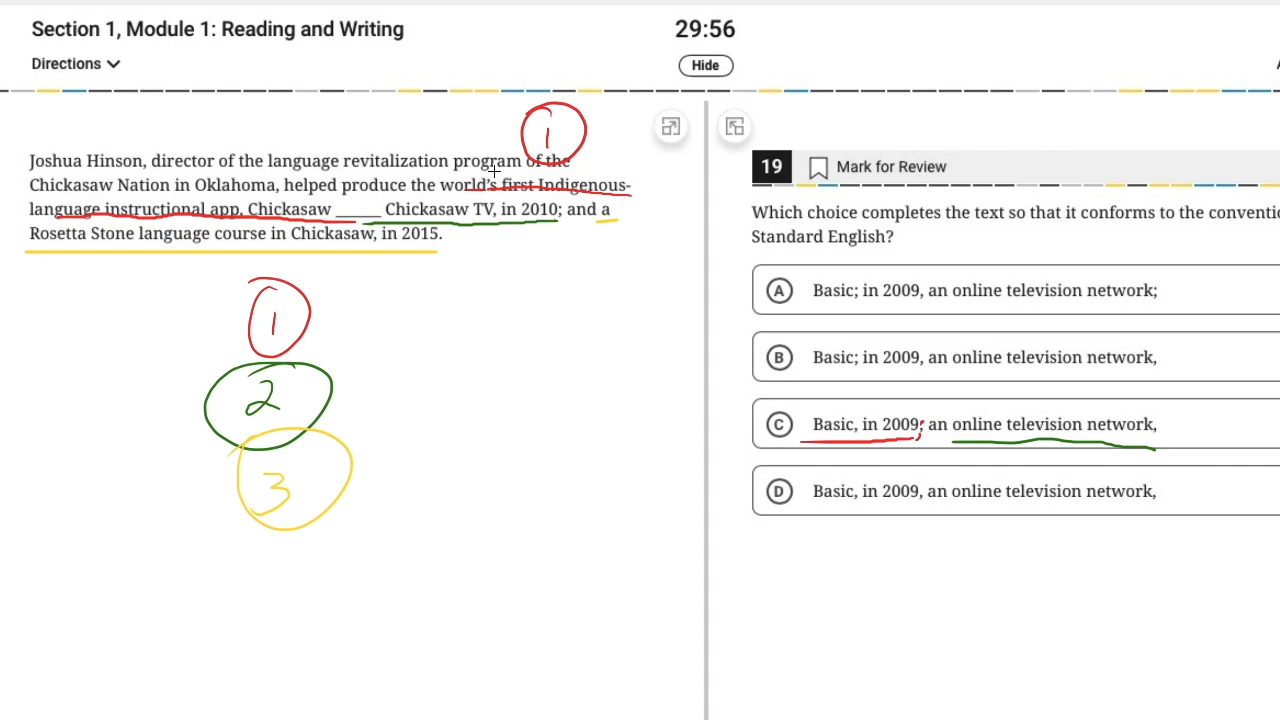 Section 1, Module 1: Reading and Writing
29:56
Directions
Hide
1
Joshua Hinson, director of the language revitalization program of the
Chickasaw Nation in Oklahoma, helped produce the world's first Indigenous-
language instructional app, Chickasaw _____ Chickasaw TV, in 2010; and a
Rosetta Stone language course in Chickasaw, in 2015.
1
2
3
19
Mark for Review
Which choice completes the text so that it conforms to the conventi
Standard English?
A Basic; in 2009, an online television network;
B Basic; in 2009, an online television network,
C Basic, in 2009; an online television network,
D Basic, in 2009, an online television network,